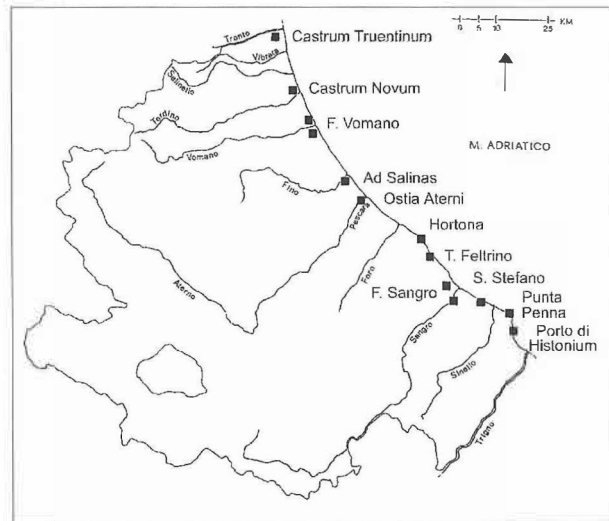 0 5 10 25 KM
Tronto
Castrum Truentinum
Vibrata
Salinello
Castrum Novum
Tordino
F. Vomano
Vomano
M. ADRIATICO
Fino
Ad Salinas
Ostia Aterni
Pescara
Hortona
T. Feltrino
Aterno
Foro
S. Stefano
F. Sangro
Punta
Penna
Porto di
Histonium
Sangro
Sinello
Trigno